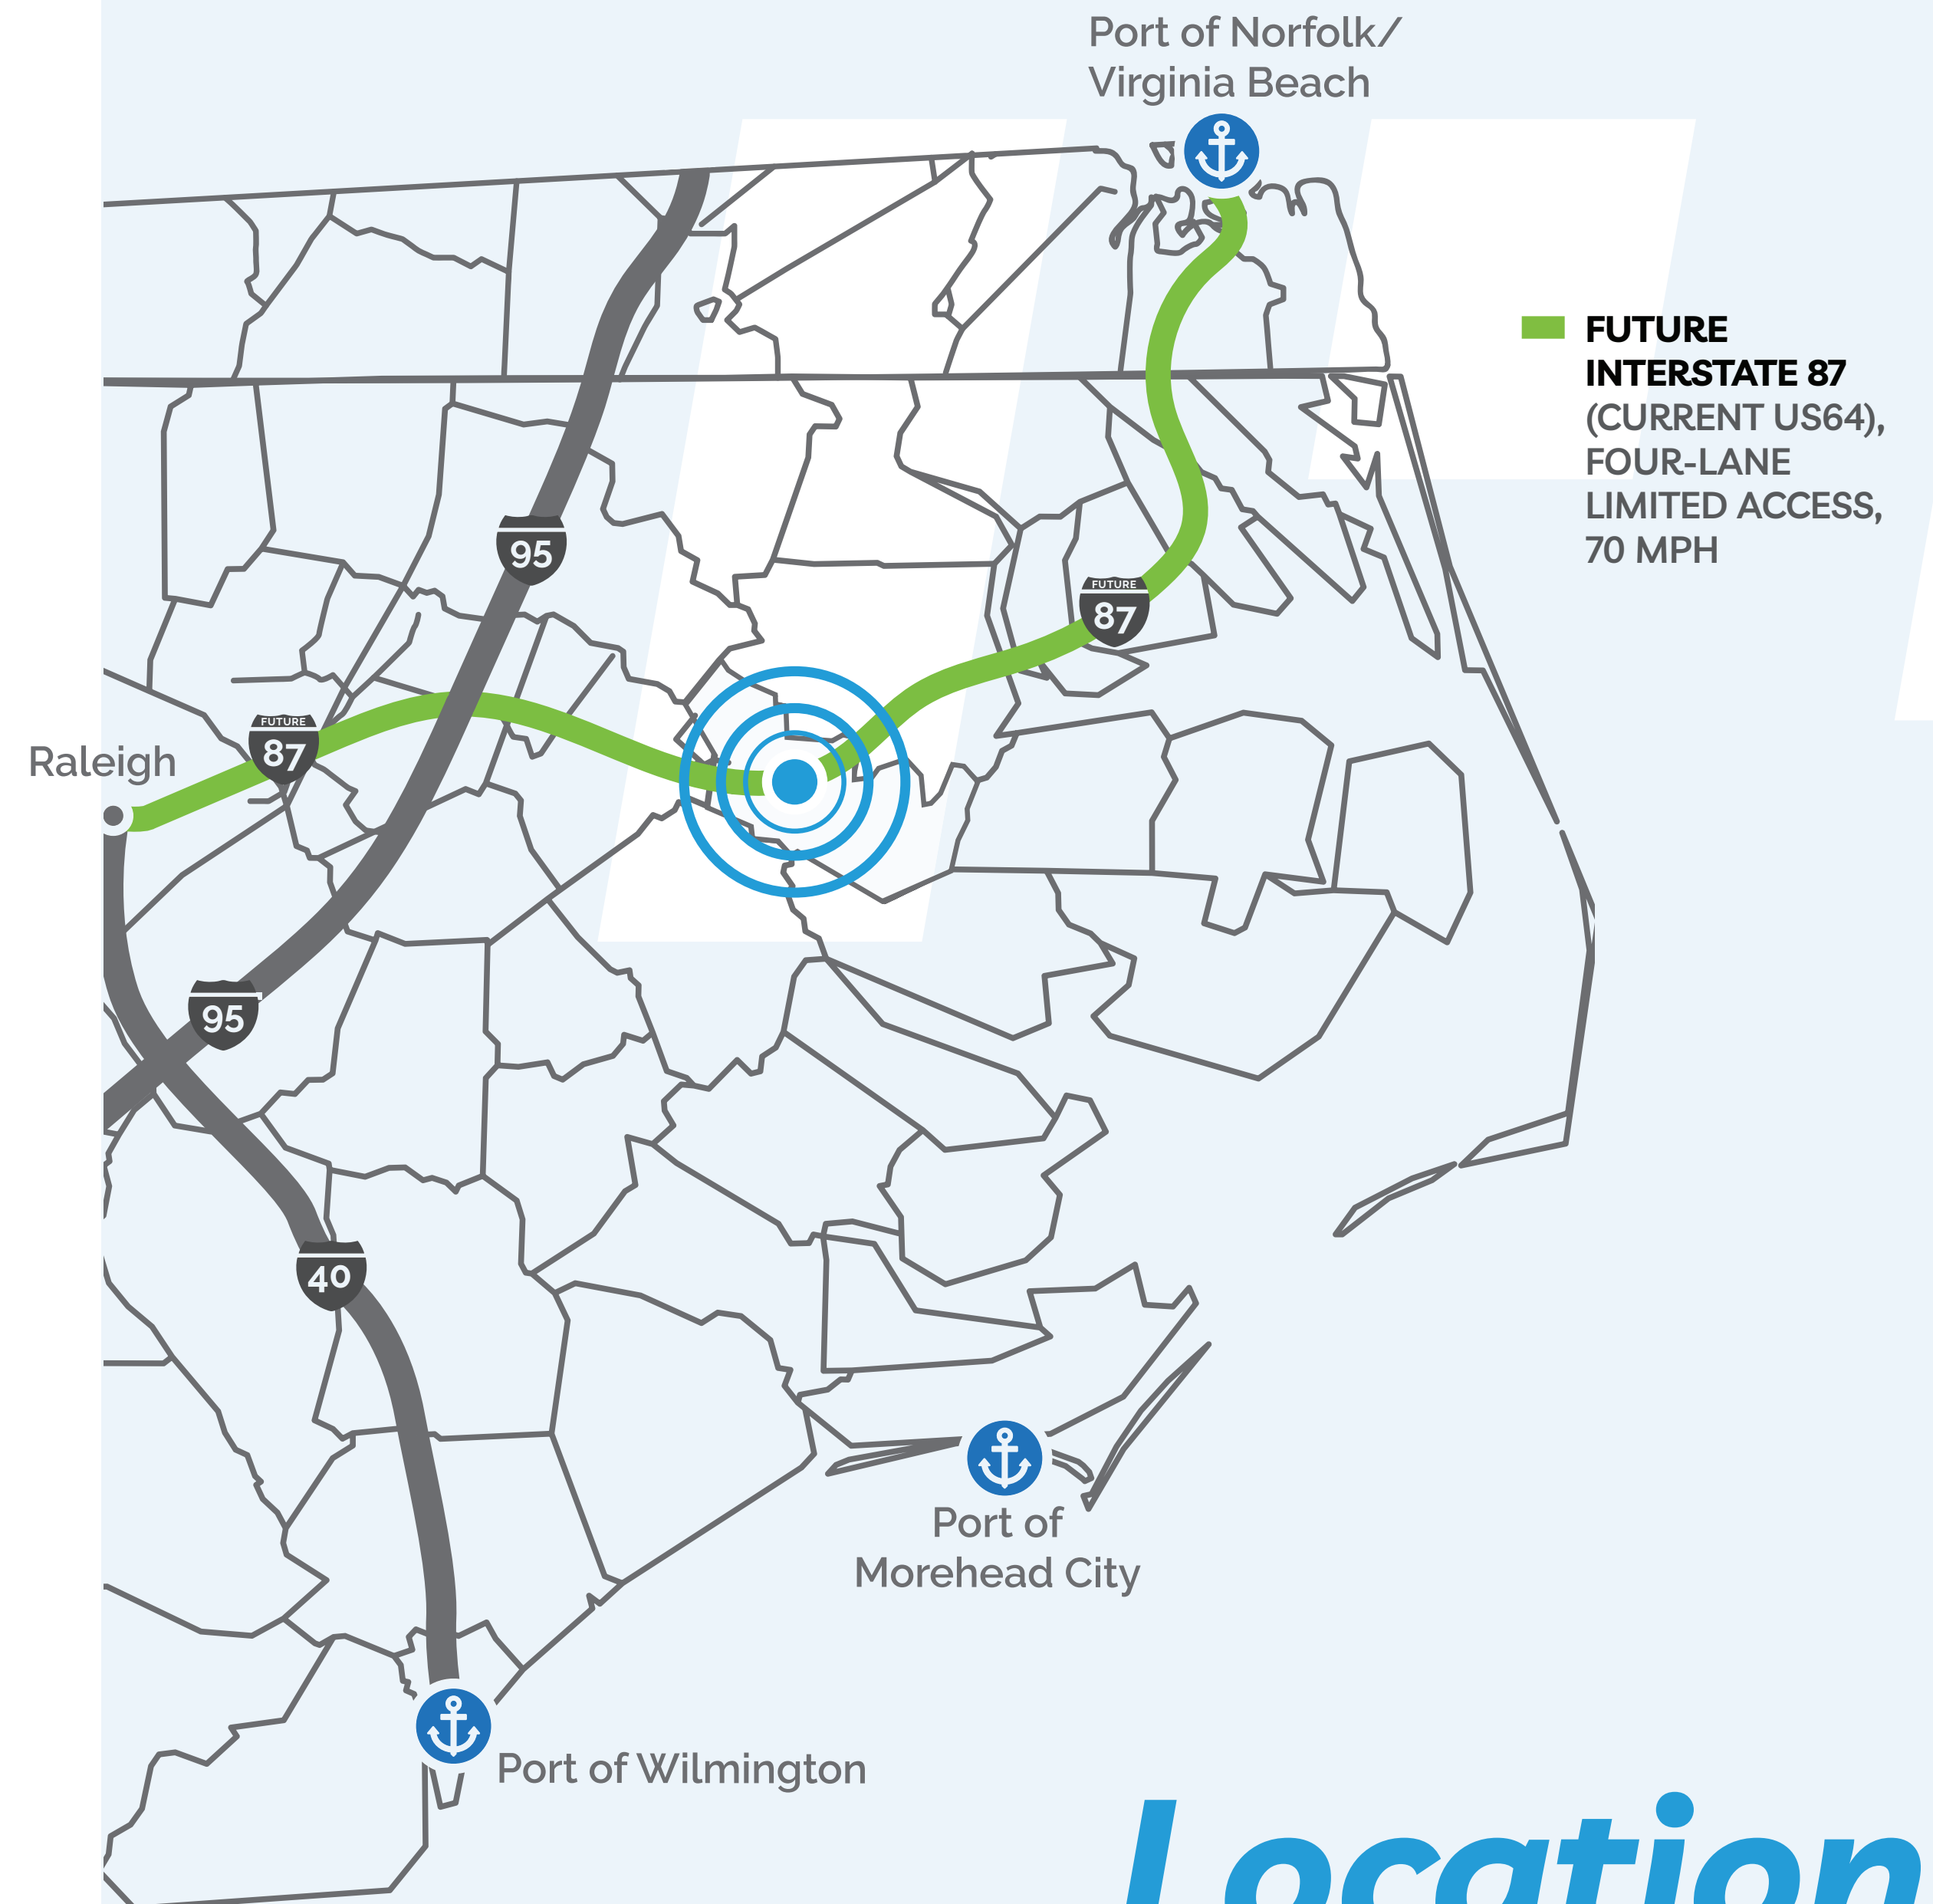 Port of Norfolk/
Virginia Beach
FUTURE
INTERSTATE 87
(CURRENT US64),
FOUR-LANE
LIMITED ACCESS,
70 MPH
95
FUTURE
87
FUTURE
87
Raleigh
95
40
Port of
Morehead City
Port of Wilmington
Location